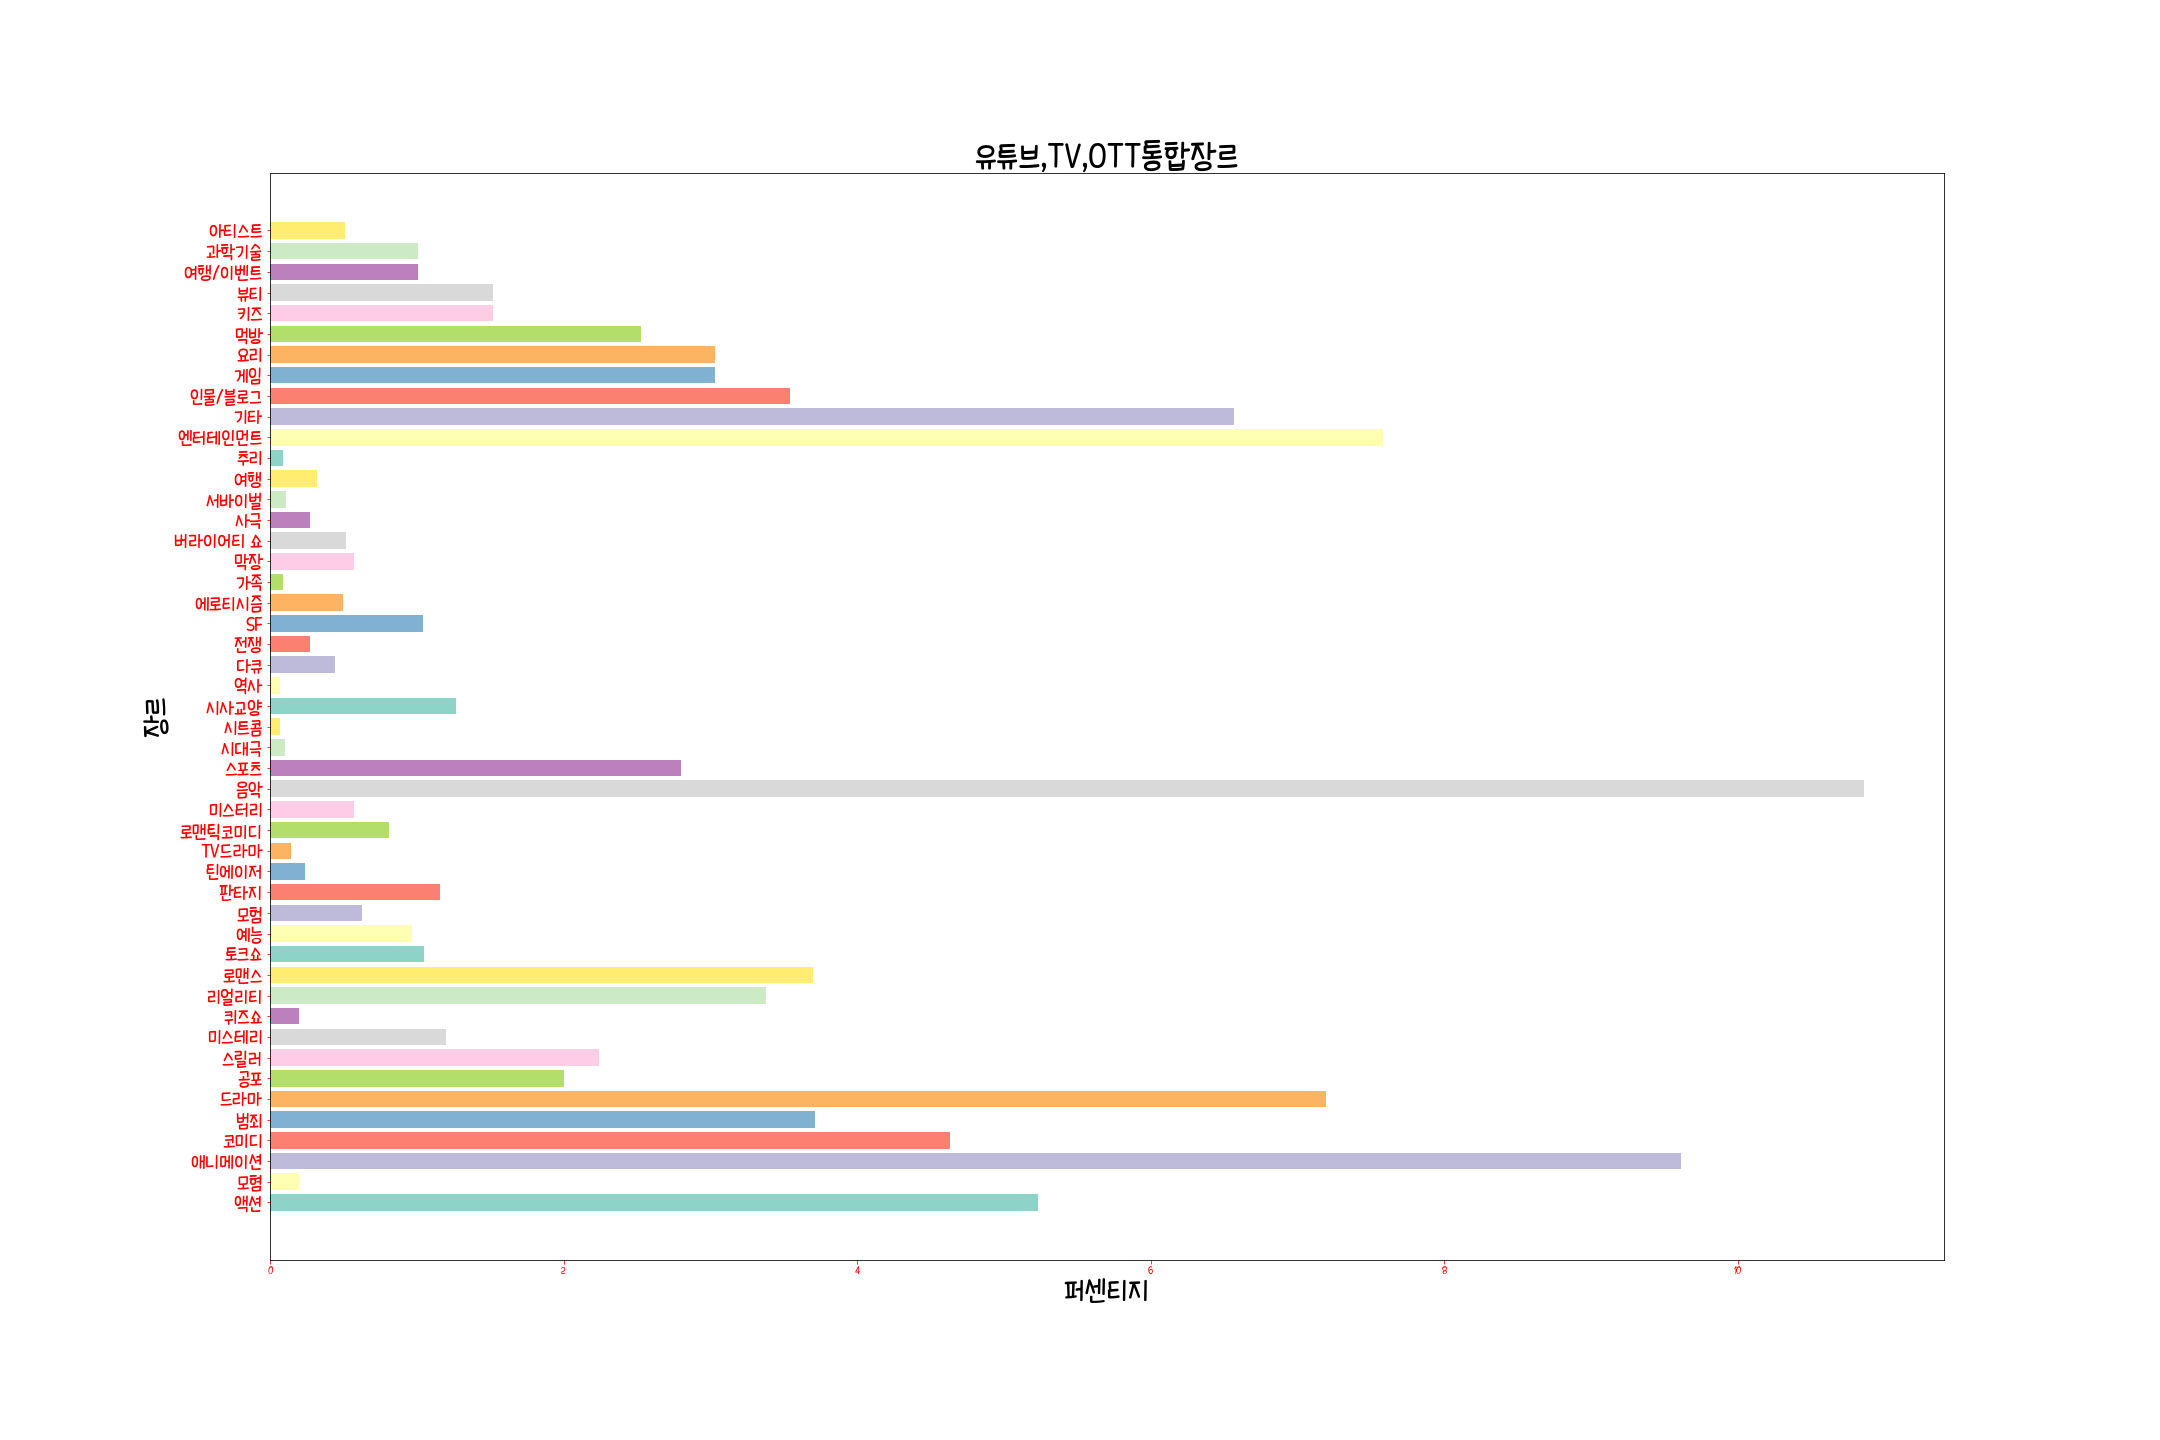 유튜브,TV,OTT통합장르
아티스트
과학기술
여행/이벤트
뷰티
키즈
먹방
요리
게임
인물/블로그
기타
엔터테인먼트
추리
여행
서바이벌
사극
버라이어티 쇼
막장
가족
에로티시즘
SF
전쟁
다큐
역사
시사교양
시트콤
시대극
스포츠
음악
미스터리
로맨틱코미디
TV드라마
틴에이저
판타지
모험
예능
토크쇼
로맨스
리얼리티
퀴즈쇼
미스테리
스릴러
공포
드라마
범죄
코미디
애니메이션
모혐
액션
장르
0 2 4 6 8 10
퍼센티지